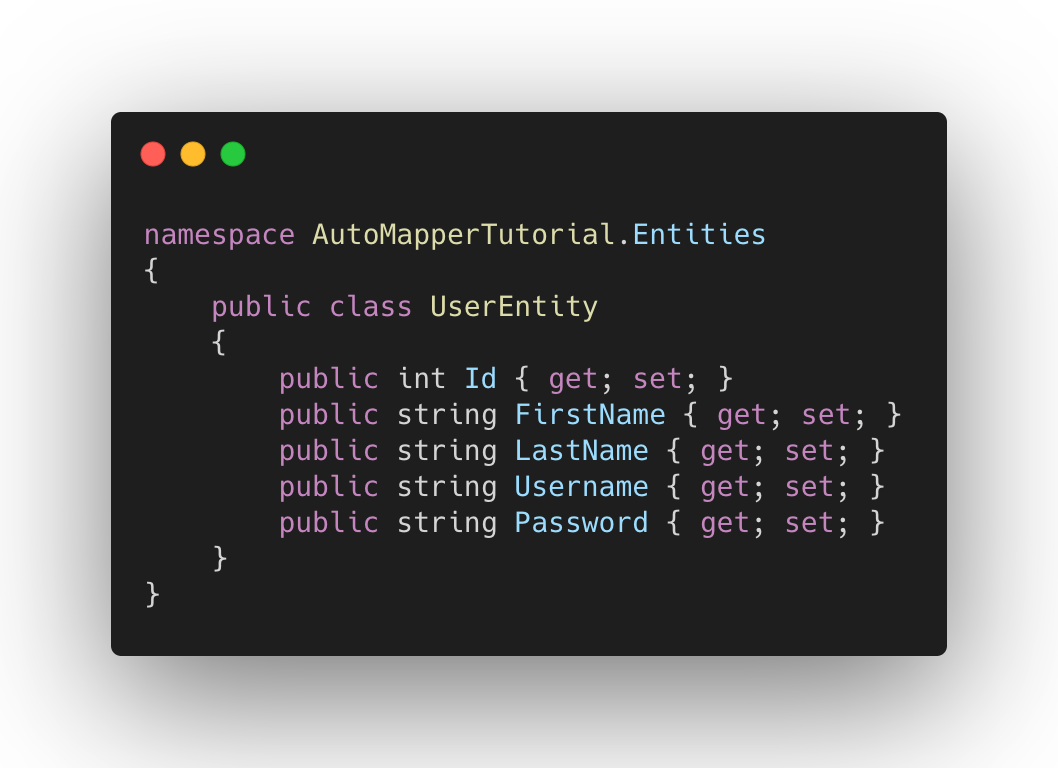 namespace AutoMapperTutorial.Entities
{
    public class UserEntity
    {
        public int Id { get; set; }
        public string FirstName { get; set; }
        public string LastName { get; set; }
        public string Username { get; set; }
        public string Password { get; set; }
    }
}